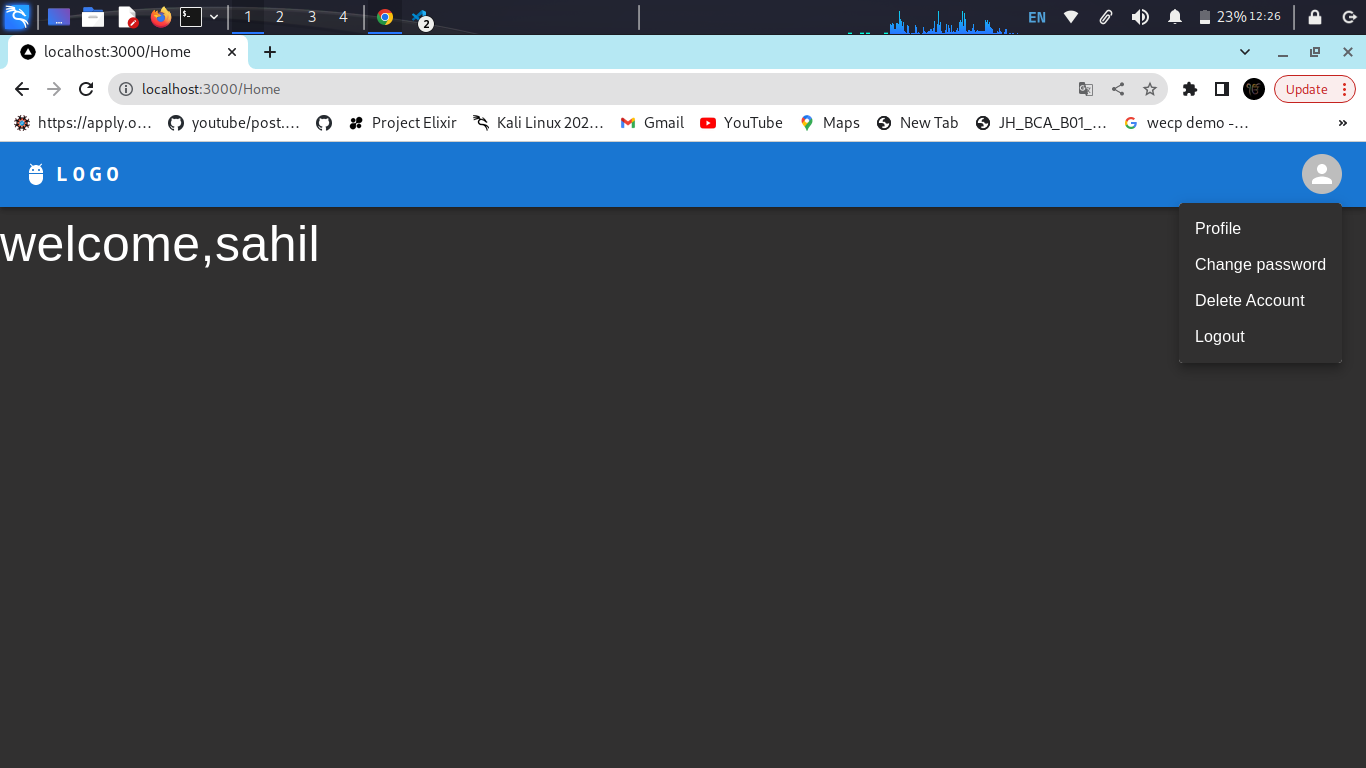 1 2 3 4 2 EN 23% 12:26
localhost:3000/Home
localhost:3000/Home Update
https://apply.o... youtube/post.... Project Elixir Kali Linux 202... Gmail YouTube Maps New Tab JH_BCA_B01_... wecp demo -... »
LOGO
welcome,sahil
Profile
Change password
Delete Account
Logout